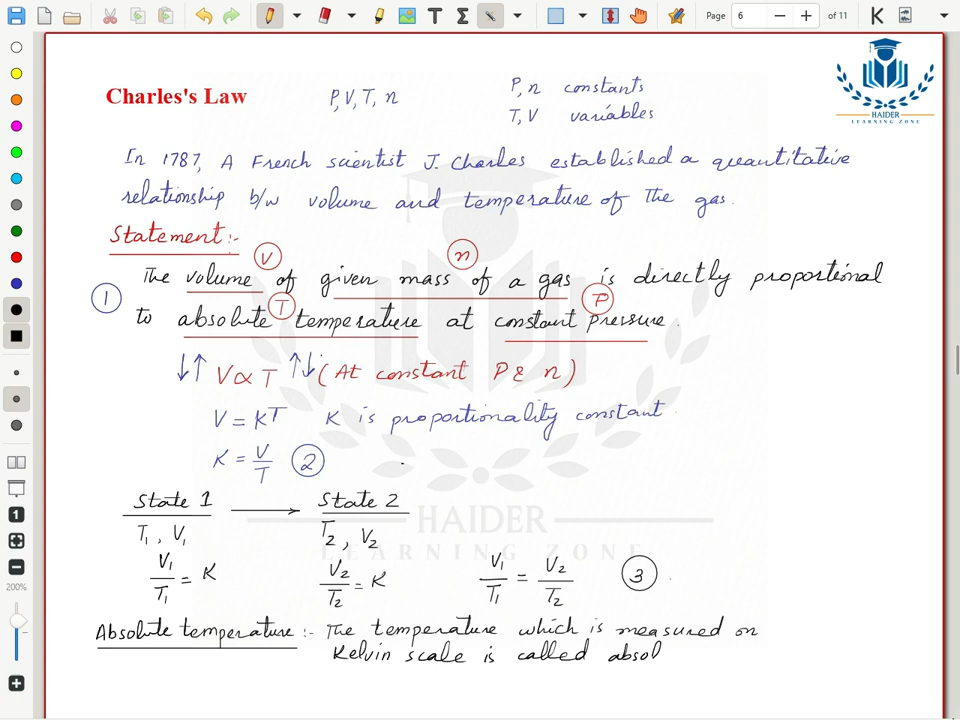 Page 6 of 11
HAIDER
LEARNING ZONE
Charles's Law
P,V,T,n
P,n constants
T,V variables
In 1787, A French scientist J. Charles established a quantitative
relationship b/w volume and temperature of the gas.
Statement:-
V n
The volume of given mass of a gas is directly proportional
1
T P
to absolute temperature at constant pressure.
↓↑ V∝T ↑↓ (At constant P & n)
V = KT K is proportionality constant
K = V/T 2
State 1 → State 2
HAIDER
T₁, V₁ T₂, V₂
LEARNING ZONE
V₁/T₁ = K V₂/T₂ = K V₁/T₁ = V₂/T₂ 3
Absolute temperature:- The temperature which is measured on
Kelvin scale is called absol
1
200%